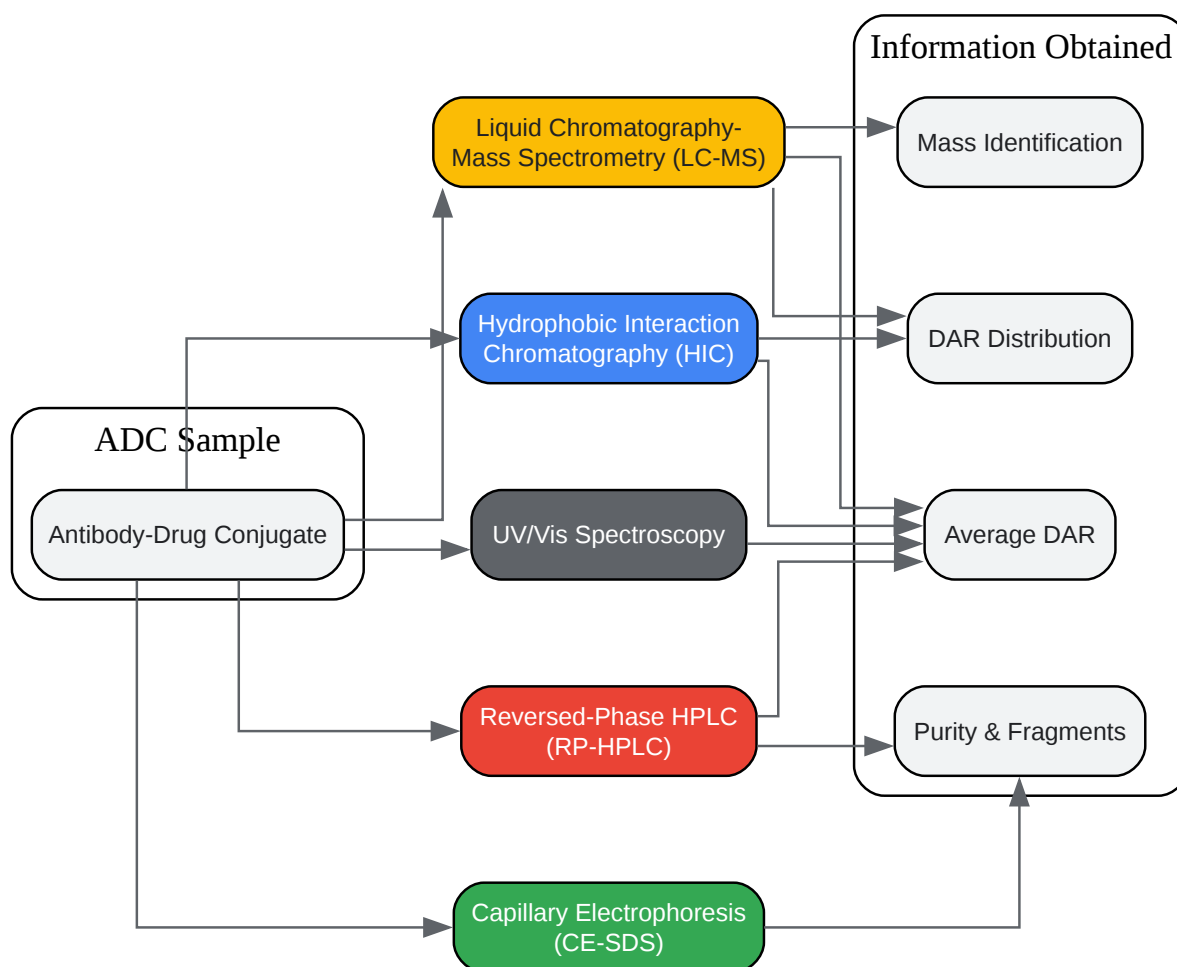 Information Obtained
Liquid Chromatography-
Mass Spectrometry (LC-MS)
Mass Identification
Hydrophobic Interaction
Chromatography (HIC)
DAR Distribution
ADC Sample
Antibody-Drug Conjugate
UV/Vis Spectroscopy
Average DAR
Reversed-Phase HPLC
(RP-HPLC)
Purity & Fragments
Capillary Electrophoresis
(CE-SDS)